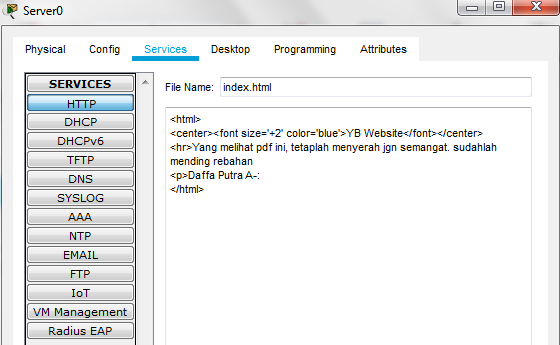 Server0
Physical Config Services Desktop Programming Attributes
SERVICES
HTTP
DHCP
DHCPv6
TFTP
DNS
SYSLOG
AAA
NTP
EMAIL
FTP
IoT
VM Management
Radius EAP
File Name: index.html
<html>
<center><font size='+2' color='blue'>YB Website</font></center>
<hr>Yang melihat pdf ini, tetaplah menyerah jgn semangat. sudahlah
mending rebahan
<p>Daffa Putra A-:
</html>